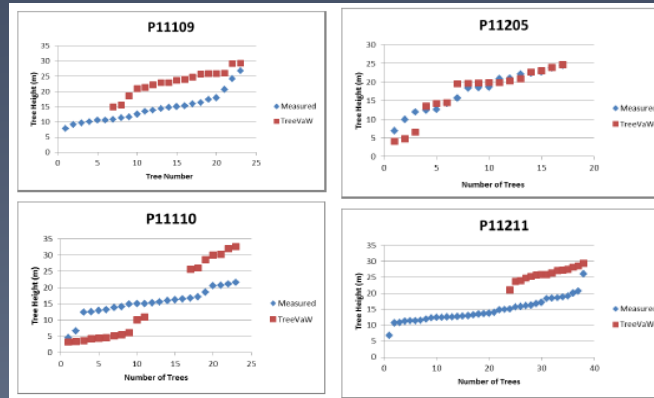 P11109
35
30
25
20
15
10
5
0
Tree Height (m)
0 5 10 15 20 25
Tree Number
Measured
TreeVaW
P11205
30
25
20
15
10
5
0
Tree Height (m)
0 5 10 15 20
Number of Trees
Measured
TreeVaW
P11110
35
30
25
20
15
10
5
0
Tree Height (m)
0 5 10 15 20 25
Number of Trees
Measured
TreeVaW
P11211
35
30
25
20
15
10
5
0
Tree Height (m)
0 10 20 30 40
Number of Trees
Measured
TreeVaW